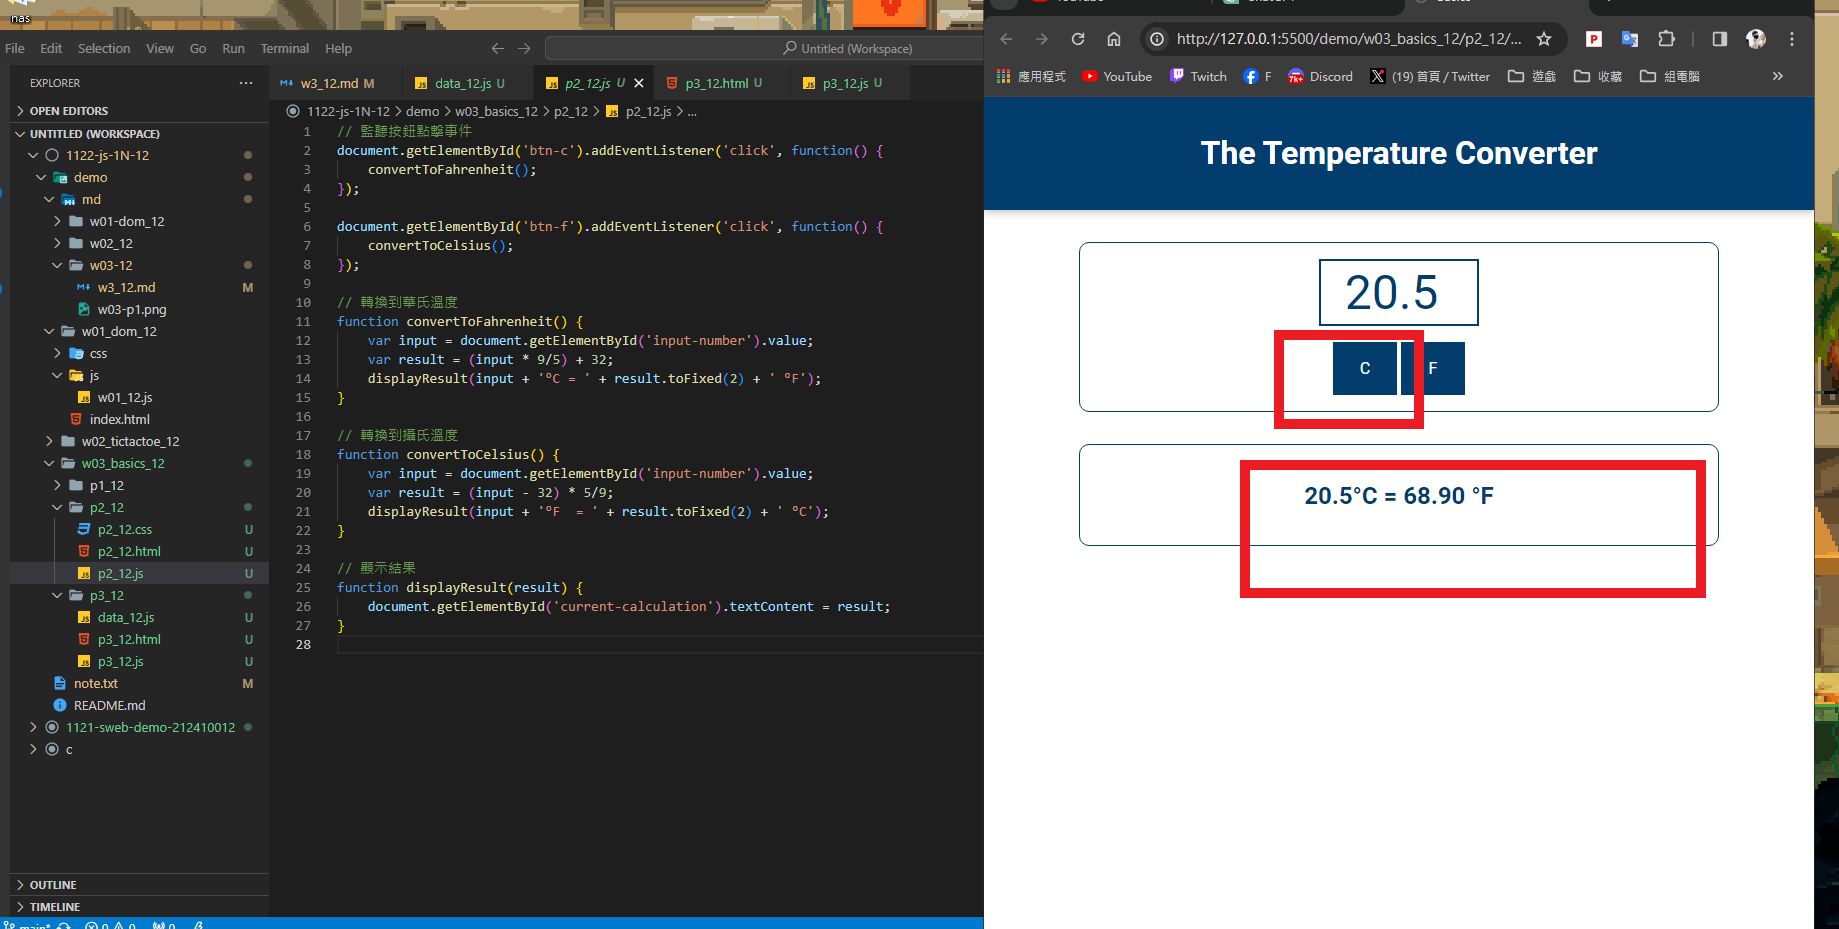 nas
File Edit Selection View Go Run Terminal Help
Untitled (Workspace)
EXPLORER
OPEN EDITORS
UNTITLED (WORKSPACE)
1122-js-1N-12
demo
md
w01-dom_12
w02_12
w03-12
w3_12.md M
w03-p1.png
w01_dom_12
css
js
w01_12.js
index.html
w02_tictactoe_12
w03_basics_12
p1_12
p2_12
p2_12.css U
p2_12.html U
p2_12.js U
p3_12
data_12.js U
p3_12.html U
p3_12.js U
note.txt M
README.md
1121-sweb-demo-212410012
c
OUTLINE
TIMELINE
main* 0 0 0
w3_12.md M data_12.js U p2_12.js U p3_12.html U p3_12.js U
1122-js-1N-12 > demo > w03_basics_12 > p2_12 > p2_12.js > ...
1 // 監聽按鈕點擊事件
2 document.getElementById('btn-c').addEventListener('click', function() {
3 convertToFahrenheit();
4 });
5
6 document.getElementById('btn-f').addEventListener('click', function() {
7 convertToCelsius();
8 });
9
10 // 轉換到華氏溫度
11 function convertToFahrenheit() {
12 var input = document.getElementById('input-number').value;
13 var result = (input * 9/5) + 32;
14 displayResult(input + '°C = ' + result.toFixed(2) + ' °F');
15 }
16
17 // 轉換到攝氏溫度
18 function convertToCelsius() {
19 var input = document.getElementById('input-number').value;
20 var result = (input - 32) * 5/9;
21 displayResult(input + '°F  = ' + result.toFixed(2) + ' °C');
22 }
23
24 // 顯示結果
25 function displayResult(result) {
26 document.getElementById('current-calculation').textContent = result;
27 }
28
http://127.0.0.1:5500/demo/w03_basics_12/p2_12/...
應用程式 YouTube Twitch F Discord (19) 首頁 / Twitter 遊戲 收藏 組電腦
The Temperature Converter
20.5
C F
20.5°C = 68.90 °F